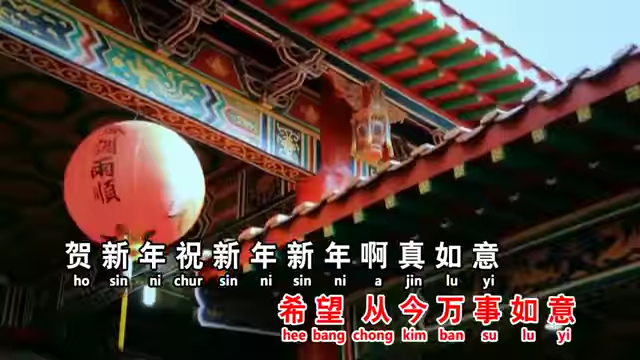 雨順
贺新年祝新年新年啊真如意
ho sin ni chur sin ni sin ni a jin lu yi
希望 从今万事如意
hee bang chong kim ban su lu yi